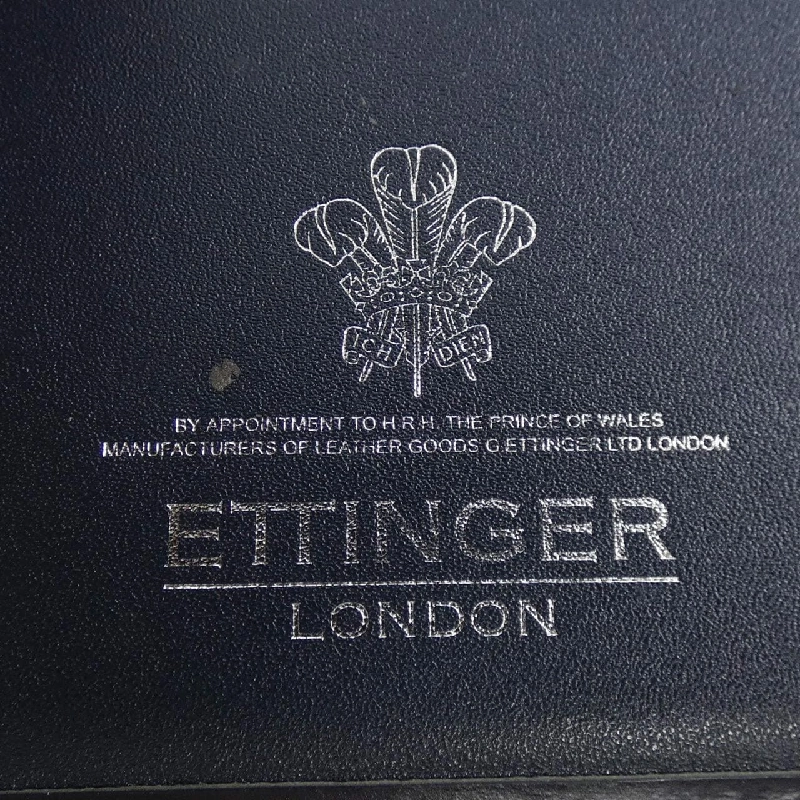 ICH DIEN
BY APPOINTMENT TO H.R.H. THE PRINCE OF WALES
MANUFACTURERS OF LEATHER GOODS G.ETTINGER LTD LONDON
ETTINGER
LONDON